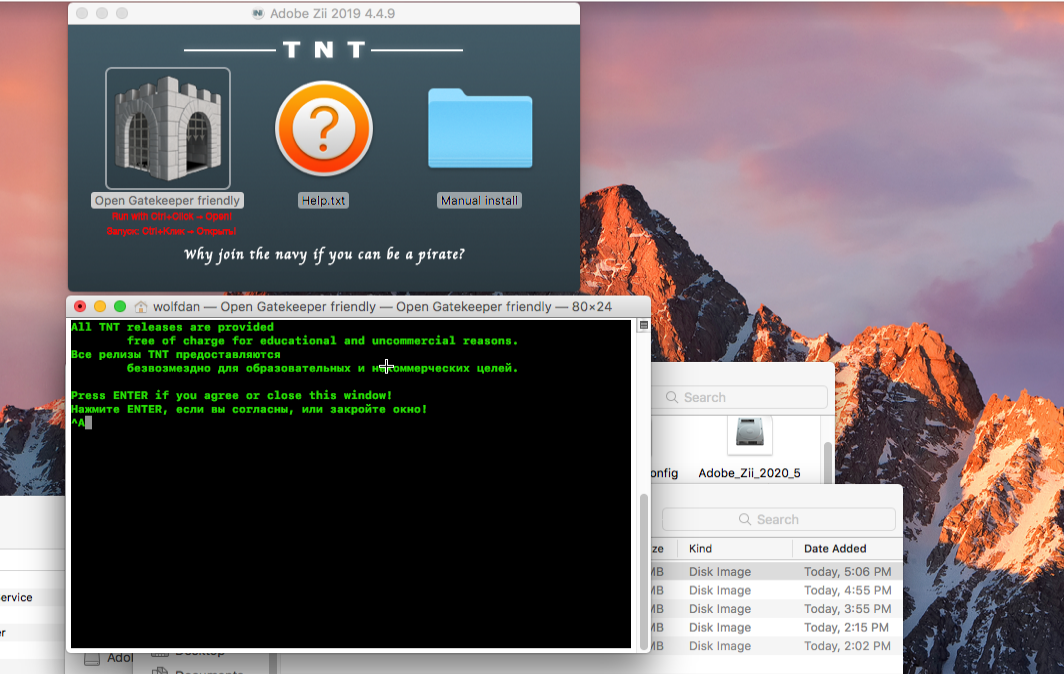 Adobe Zii 2019 4.4.9
TNT
Open Gatekeeper friendly
Run with Ctrl+Click → Open!
Запуск: Ctrl+Клик → Открыть!
Help.txt
Manual install
Why join the navy if you can be a pirate?
wolfdan — Open Gatekeeper friendly — Open Gatekeeper friendly — 80×24
All TNT releases are provided
free of charge for educational and uncommercial reasons.
Все релизы TNT предоставляются
безвозмездно для образовательных и некоммерческих целей.
Press ENTER if you agree or close this window!
Нажмите ENTER, если вы согласны, или закройте окно!
^A
Search
onfig
Adobe_Zii_2020_5
Search
ze Kind Date Added
MB Disk Image Today, 5:06 PM
MB Disk Image Today, 4:55 PM
MB Disk Image Today, 3:55 PM
MB Disk Image Today, 2:15 PM
MB Disk Image Today, 2:02 PM
ervice
er
Adol